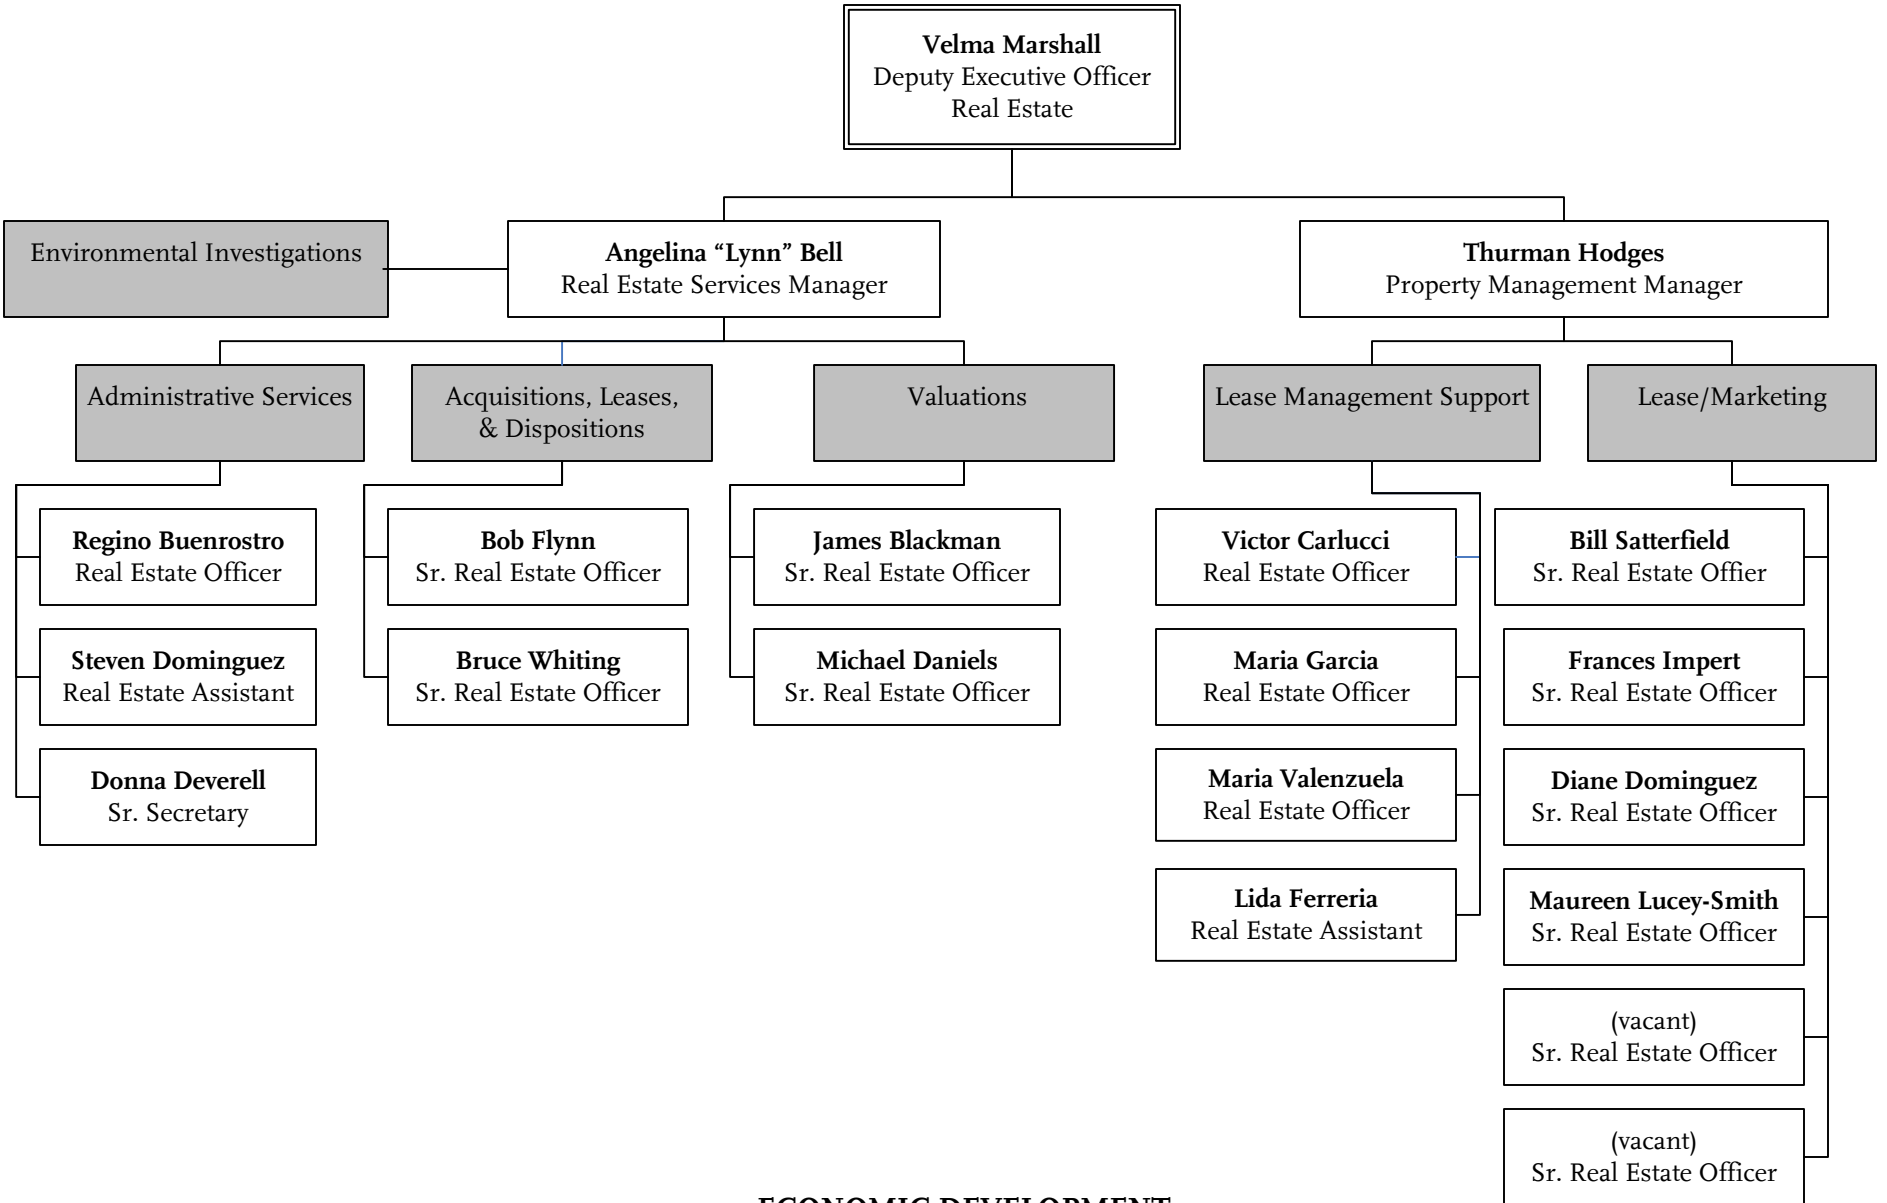 Velma Marshall
Deputy Executive Officer
Real Estate
Environmental Investigations
Angelina “Lynn” Bell
Real Estate Services Manager
Thurman Hodges
Property Management Manager
Administrative Services
Acquisitions, Leases,
& Dispositions
Valuations
Lease Management Support
Lease/Marketing
Regino Buenrostro
Real Estate Officer
Steven Dominguez
Real Estate Assistant
Donna Deverell
Sr. Secretary
Bob Flynn
Sr. Real Estate Officer
Bruce Whiting
Sr. Real Estate Officer
James Blackman
Sr. Real Estate Officer
Michael Daniels
Sr. Real Estate Officer
Victor Carlucci
Real Estate Officer
Maria Garcia
Real Estate Officer
Maria Valenzuela
Real Estate Officer
Lida Ferreria
Real Estate Assistant
Bill Satterfield
Sr. Real Estate Offier
Frances Impert
Sr. Real Estate Officer
Diane Dominguez
Sr. Real Estate Officer
Maureen Lucey-Smith
Sr. Real Estate Officer
(vacant)
Sr. Real Estate Officer
(vacant)
Sr. Real Estate Officer
ECONOMIC DEVELOPMENT